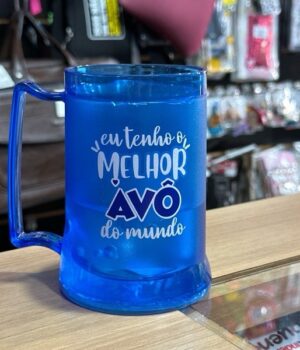 eu tenho o
MELHOR
AVÔ
do mundo